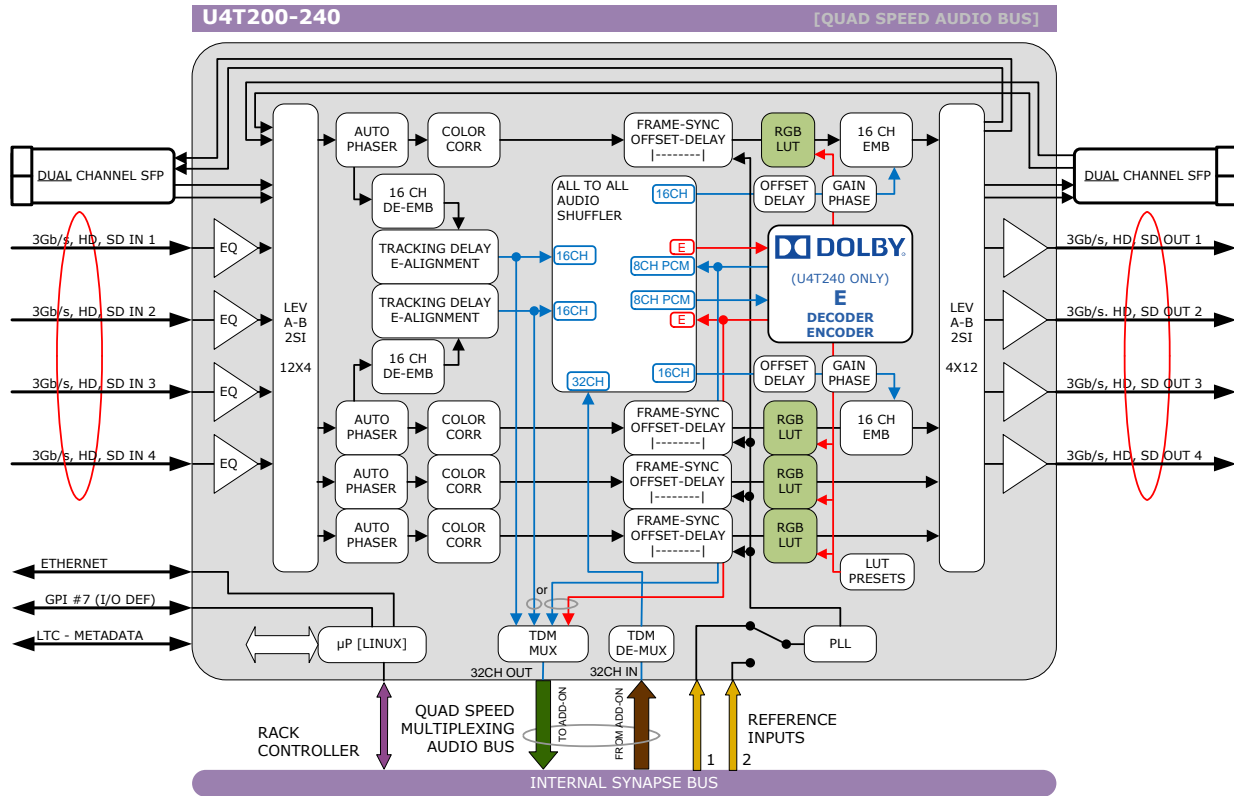 U4T200-240
[QUAD SPEED AUDIO BUS]
DUAL CHANNEL SFP
3Gb/s, HD, SD IN 1
3Gb/s, HD, SD IN 2
3Gb/s, HD, SD IN 3
3Gb/s, HD, SD IN 4
EQ
EQ
EQ
EQ
LEV
A-B
2SI
12X4
AUTO
PHASER
COLOR
CORR
16 CH
DE-EMB
TRACKING DELAY
E-ALIGNMENT
TRACKING DELAY
E-ALIGNMENT
16 CH
DE-EMB
AUTO
PHASER
COLOR
CORR
AUTO
PHASER
COLOR
CORR
AUTO
PHASER
COLOR
CORR
FRAME-SYNC
OFFSET-DELAY
|--------|
RGB
LUT
16 CH
EMB
ALL TO ALL
AUDIO
SHUFFLER
16CH
16CH
16CH
E
8CH PCM
8CH PCM
E
16CH
32CH
OFFSET
DELAY
GAIN
PHASE
DOLBY
(U4T240 ONLY)
E
DECODER
ENCODER
OFFSET
DELAY
GAIN
PHASE
FRAME-SYNC
OFFSET-DELAY
|--------|
RGB
LUT
16 CH
EMB
FRAME-SYNC
OFFSET-DELAY
|--------|
RGB
LUT
FRAME-SYNC
OFFSET-DELAY
|--------|
RGB
LUT
LUT
PRESETS
LEV
A-B
2SI
4X12
DUAL CHANNEL SFP
3Gb/s, HD, SD OUT 1
3Gb/s. HD, SD OUT 2
3Gb/s, HD, SD OUT 3
3Gb/s, HD, SD OUT 4
ETHERNET
GPI #7 (I/O DEF)
LTC - METADATA
µP [LINUX]
or
TDM
MUX
TDM
DE-MUX
PLL
32CH OUT
32CH IN
RACK
CONTROLLER
QUAD SPEED
MULTIPLEXING
AUDIO BUS
TO ADD-ON
FROM ADD-ON
1
2
REFERENCE
INPUTS
INTERNAL SYNAPSE BUS